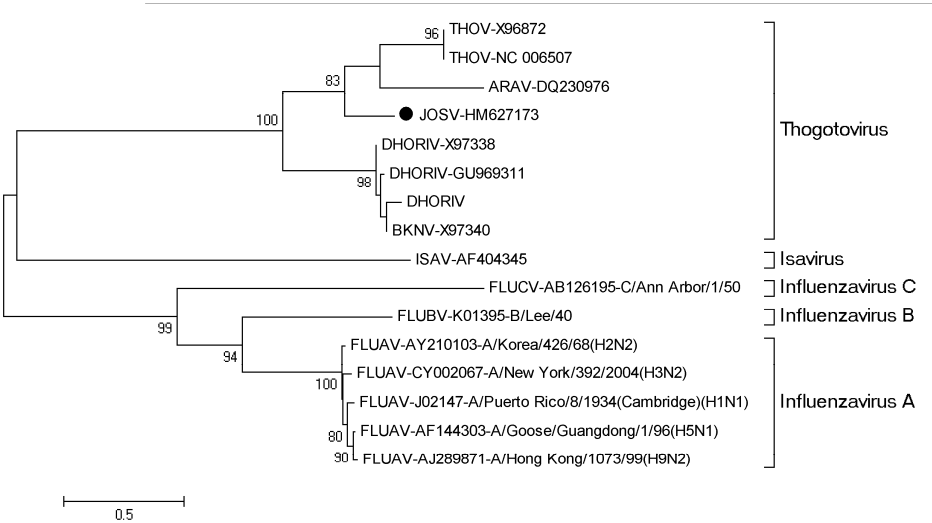 96
THOV-X96872
THOV-NC 006507
83
ARAV-DQ230976
JOSV-HM627173
100
Thogotovirus
DHORIV-X97338
98
DHORIV-GU969311
DHORIV
BKNV-X97340
ISAV-AF404345
Isavirus
FLUCV-AB126195-C/Ann Arbor/1/50
Influenzavirus C
99
FLUBV-K01395-B/Lee/40
Influenzavirus B
94
FLUAV-AY210103-A/Korea/426/68(H2N2)
100
FLUAV-CY002067-A/New York/392/2004(H3N2)
FLUAV-J02147-A/Puerto Rico/8/1934(Cambridge)(H1N1)
Influenzavirus A
80
FLUAV-AF144303-A/Goose/Guangdong/1/96(H5N1)
90
FLUAV-AJ289871-A/Hong Kong/1073/99(H9N2)
0.5